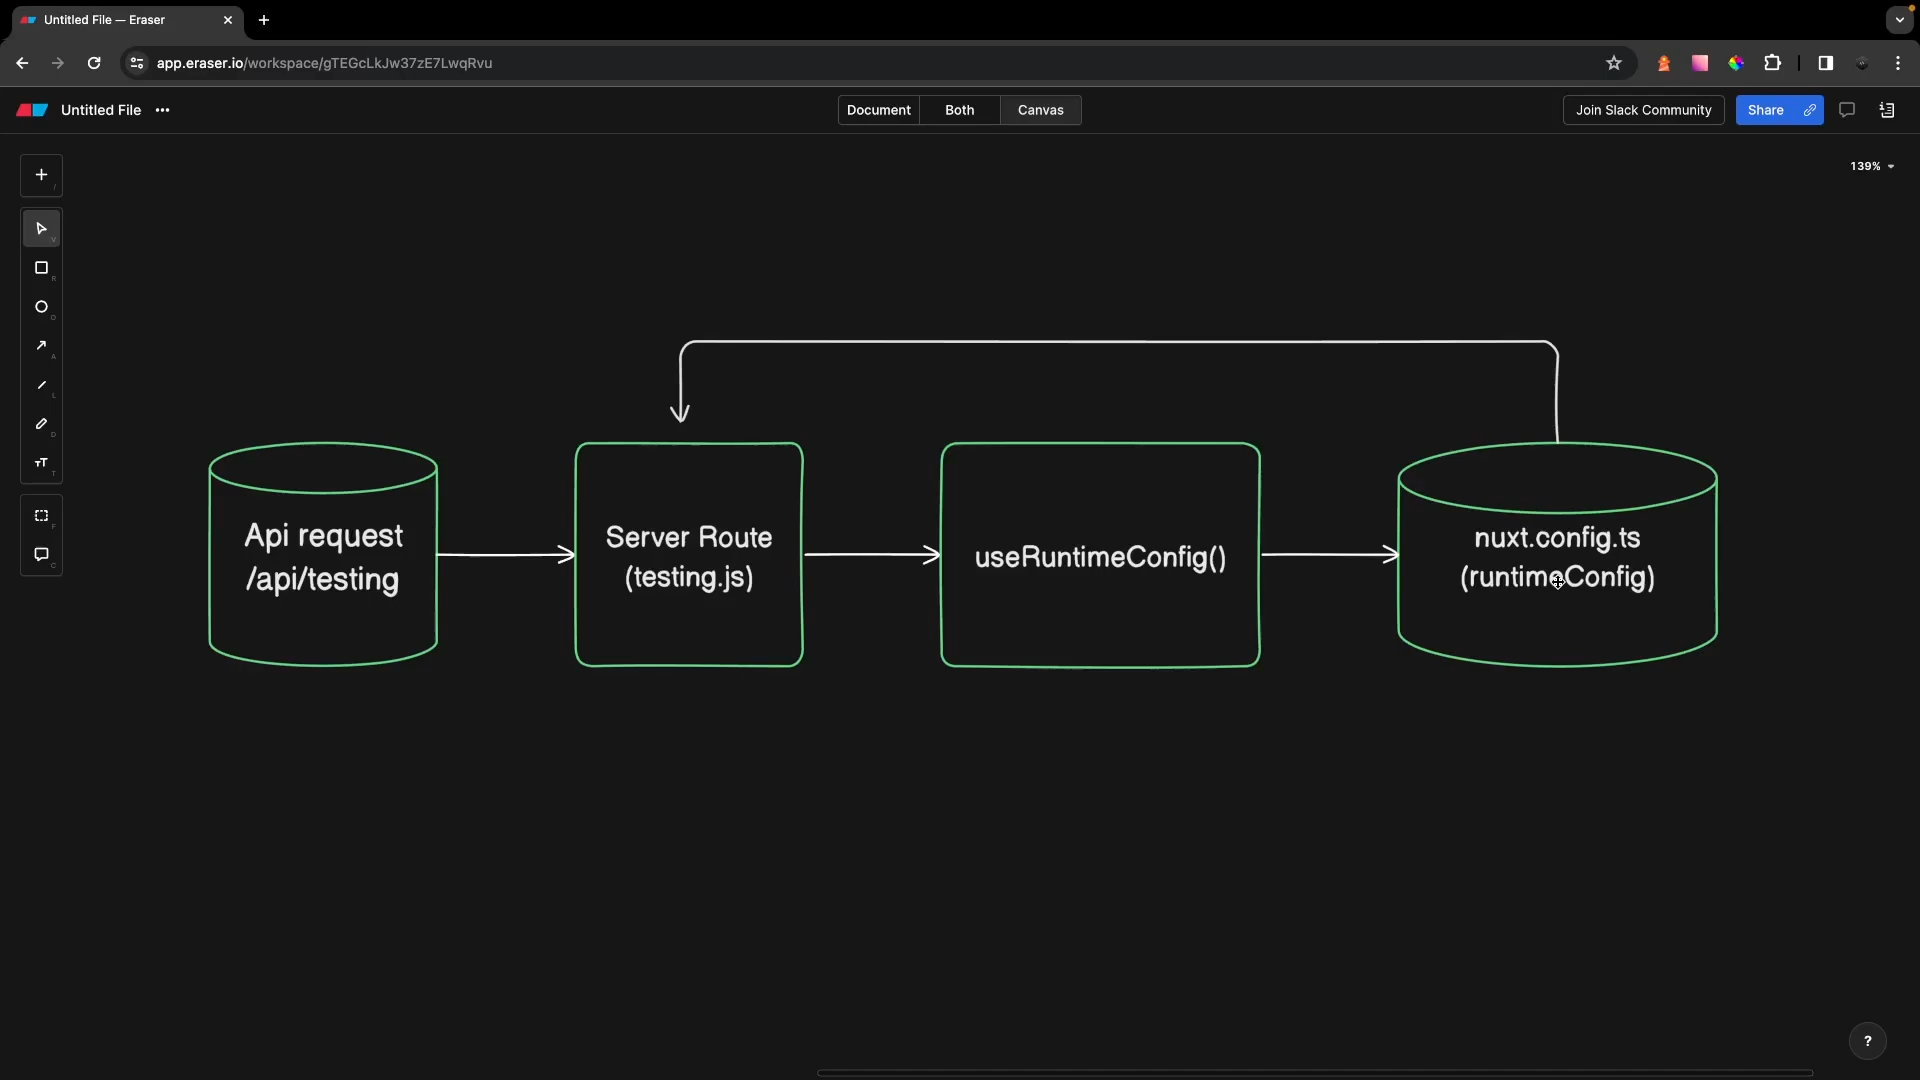 Untitled File — Eraser
app.eraser.io/workspace/gTEGcLkJw37zE7LwqRvu
Untitled File
Document
Both
Canvas
Join Slack Community
Share
139%
/
V
R
O
A
L
D
T
F
C
Api request
/api/testing
Server Route
(testing.js)
useRuntimeConfig()
nuxt.config.ts
(runtimeConfig)
?